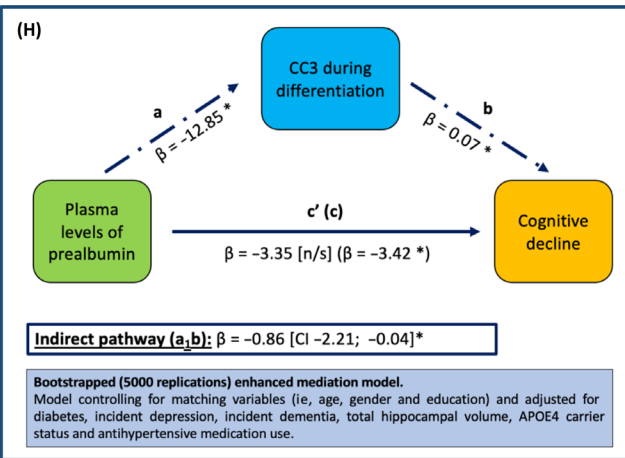 (H)
CC3 during
differentiation
a
β = −12.85 *
b
β = 0.07 *
Plasma
levels of
prealbumin
c’ (c)
β = −3.35 [n/s] (β = −3.42 *)
Cognitive
decline
Indirect pathway (a1b): β = −0.86 [CI −2.21; −0.04]*
Bootstrapped (5000 replications) enhanced mediation model.
Model controlling for matching variables (ie, age, gender and education) and adjusted for
diabetes, incident depression, incident dementia, total hippocampal volume, APOE4 carrier
status and antihypertensive medication use.